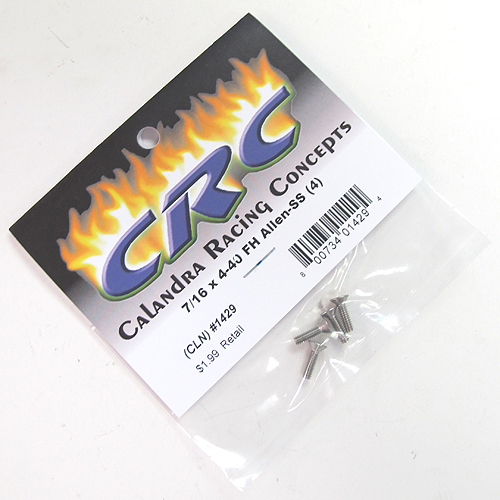 CRC
Calandra Racing Concepts
7/16 x 4-40 FH Allen-SS (4)
(CLN) #1429
$1.99 Retail
8 00734 01429 4